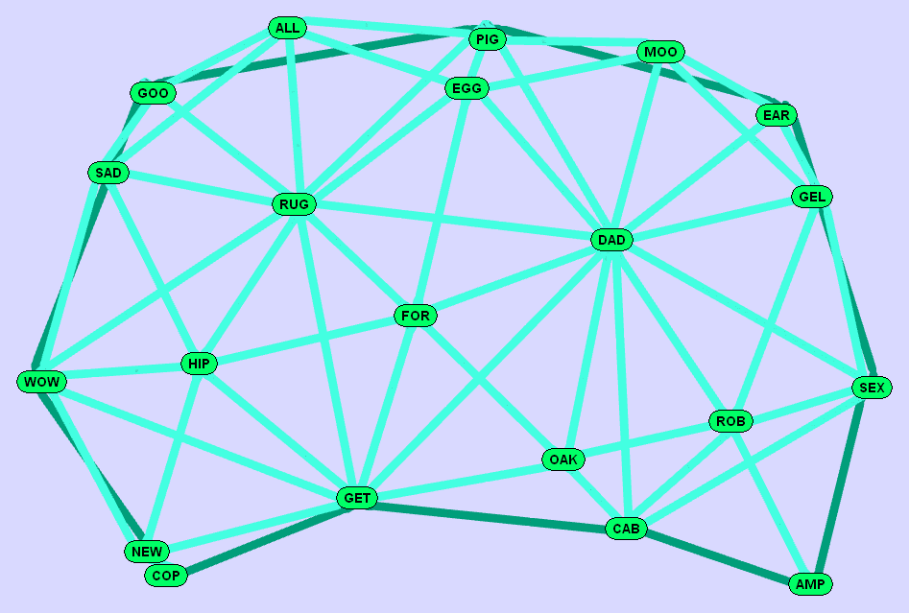 ALL
PIG
MOO
GOO
EGG
EAR
SAD
RUG
GEL
DAD
FOR
HIP
WOW
SEX
ROB
OAK
GET
CAB
NEW
COP
AMP